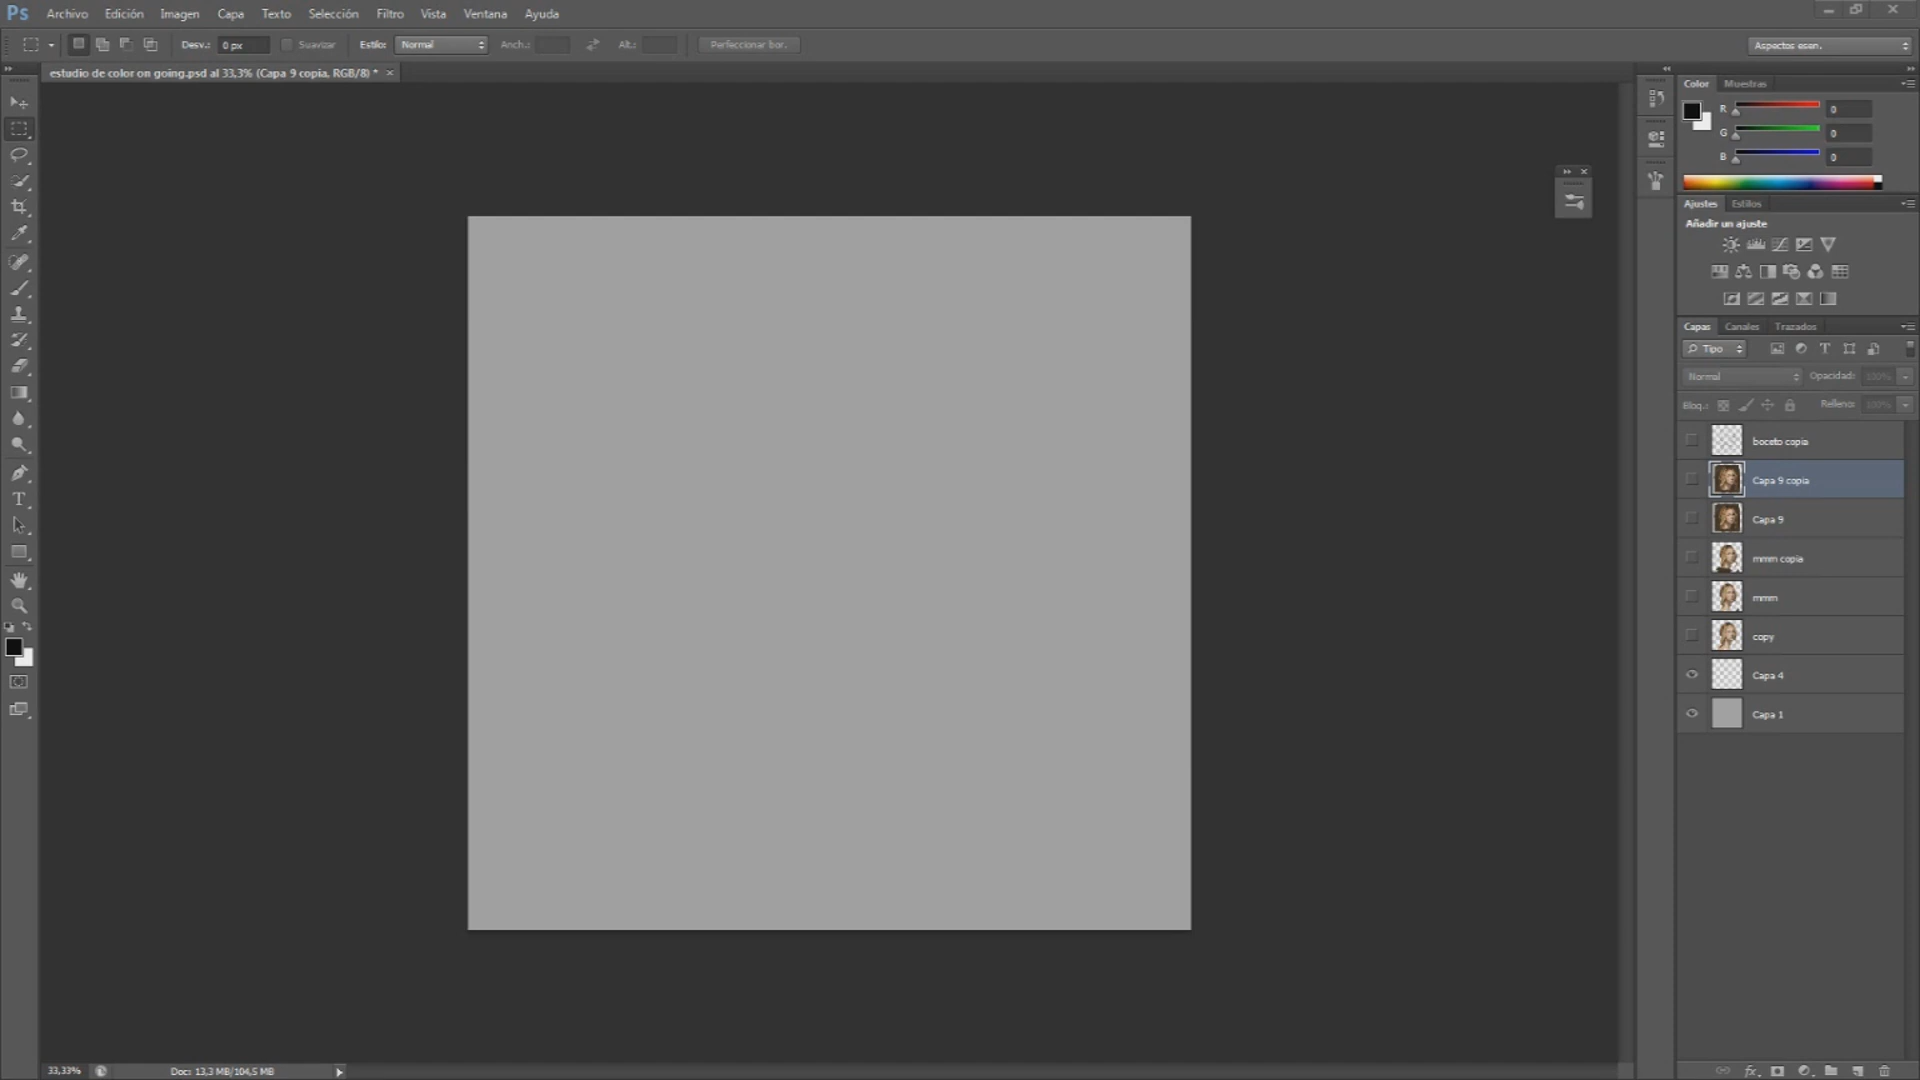 Ps Archivo Edición Imagen Capa Texto Selección Filtro Vista Ventana Ayuda
Desv.: 0 px Suavizar Estilo: Normal Anch.: Alt.: Perfeccionar bor. Aspectos esen.
estudio de color on going.psd al 33,3% (Capa 9 copia, RGB/8) *
Color Muestras
R 0
G 0
B 0
Ajustes Estilos
Añadir un ajuste
Capas Canales Trazados
Tipo
Normal Opacidad: 100%
Bloq.: Relleno: 100%
boceto copia
Capa 9 copia
Capa 9
mmm copia
mmm
copy
Capa 4
Capa 1
33,33% Doc: 13,3 MB/104,5 MB